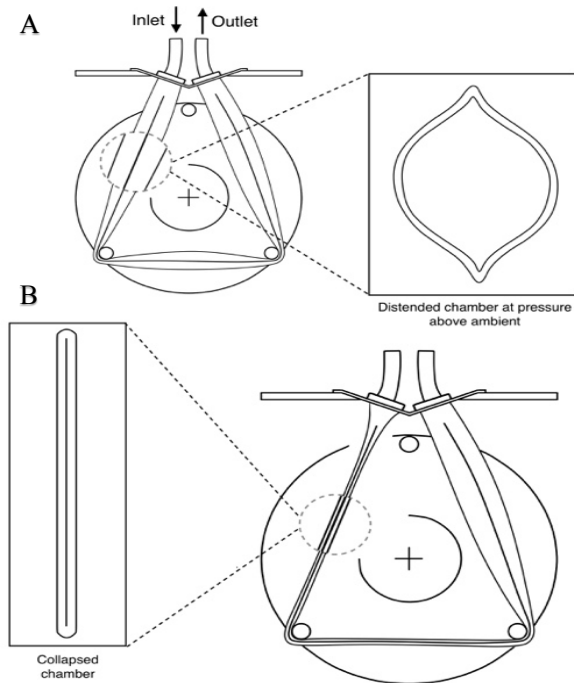 A
Inlet
Outlet
Distended chamber at pressure
above ambient
B
Collapsed
chamber